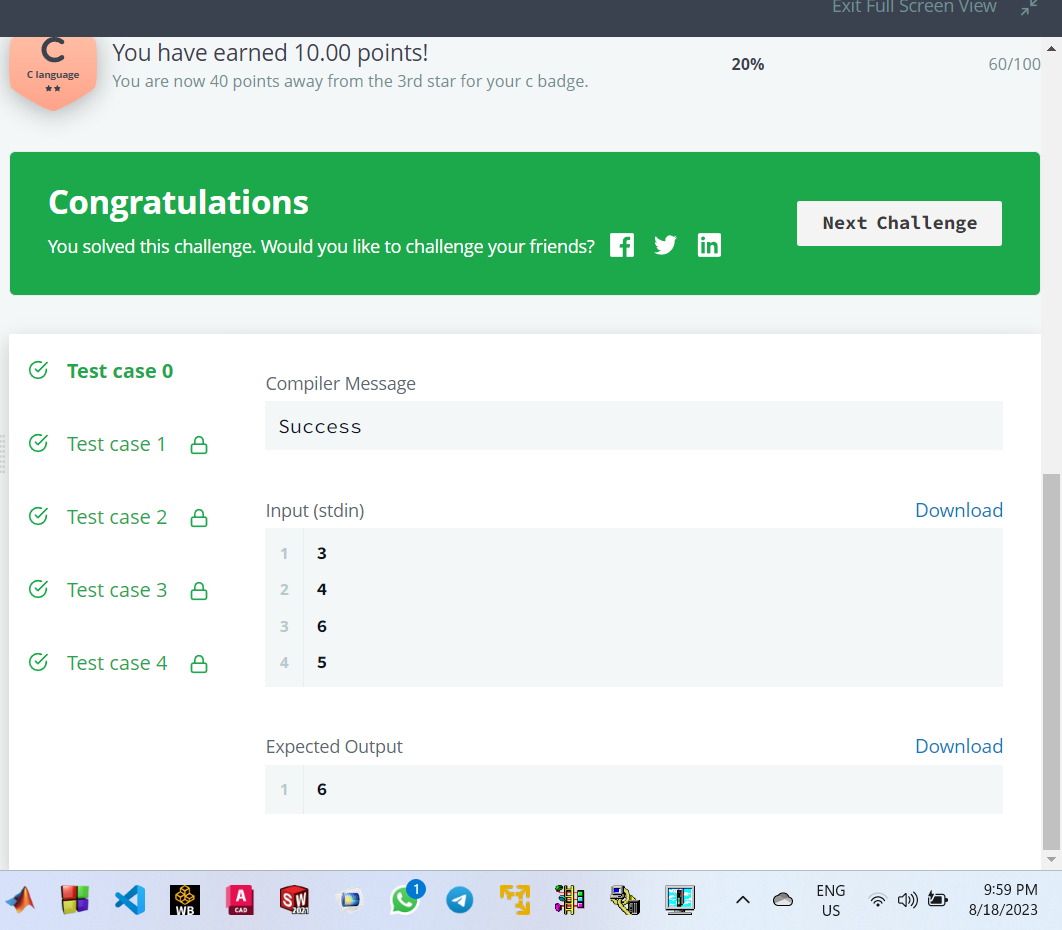 Exit Full Screen View
C
C language
You have earned 10.00 points!
You are now 40 points away from the 3rd star for your c badge.
20%
60/100
Congratulations
You solved this challenge. Would you like to challenge your friends?
Next Challenge
Test case 0
Test case 1
Test case 2
Test case 3
Test case 4
Compiler Message
Success
Input (stdin)
Download
1 3
2 4
3 6
4 5
Expected Output
Download
1 6
WB
A
CAD
SW
2021
1
ENG
US
9:59 PM
8/18/2023